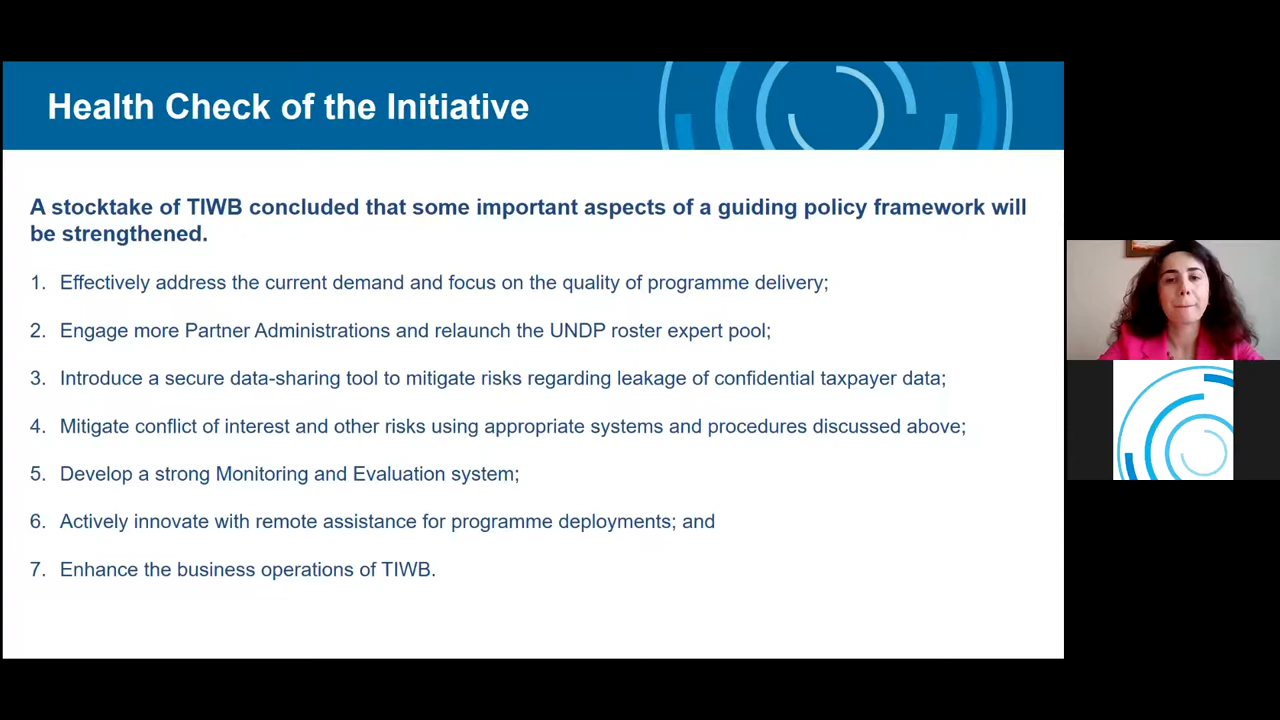 Health Check of the Initiative
A stocktake of TIWB concluded that some important aspects of a guiding policy framework will
be strengthened.
1. Effectively address the current demand and focus on the quality of programme delivery;
2. Engage more Partner Administrations and relaunch the UNDP roster expert pool;
3. Introduce a secure data-sharing tool to mitigate risks regarding leakage of confidential taxpayer data;
4. Mitigate conflict of interest and other risks using appropriate systems and procedures discussed above;
5. Develop a strong Monitoring and Evaluation system;
6. Actively innovate with remote assistance for programme deployments; and
7. Enhance the business operations of TIWB.